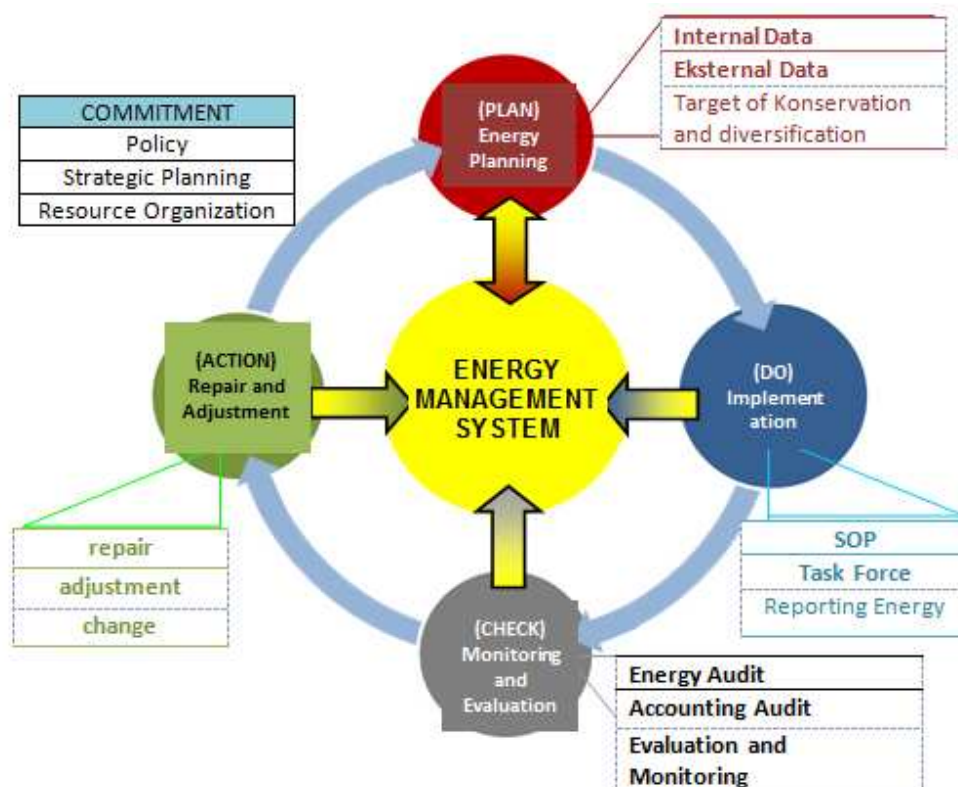 Internal Data
Eksternal Data
Target of Konservation
and diversification
(PLAN)
Energy
Planning
COMMITMENT
Policy
Strategic Planning
Resource Organization
(ACTION)
Repair and
Adjustment
ENERGY
MANAGEMENT
SYSTEM
(DO)
Implement
ation
repair
adjustment
change
SOP
Task Force
Reporting Energy
(CHECK)
Monitoring
and
Evaluation
Energy Audit
Accounting Audit
Evaluation and
Monitoring